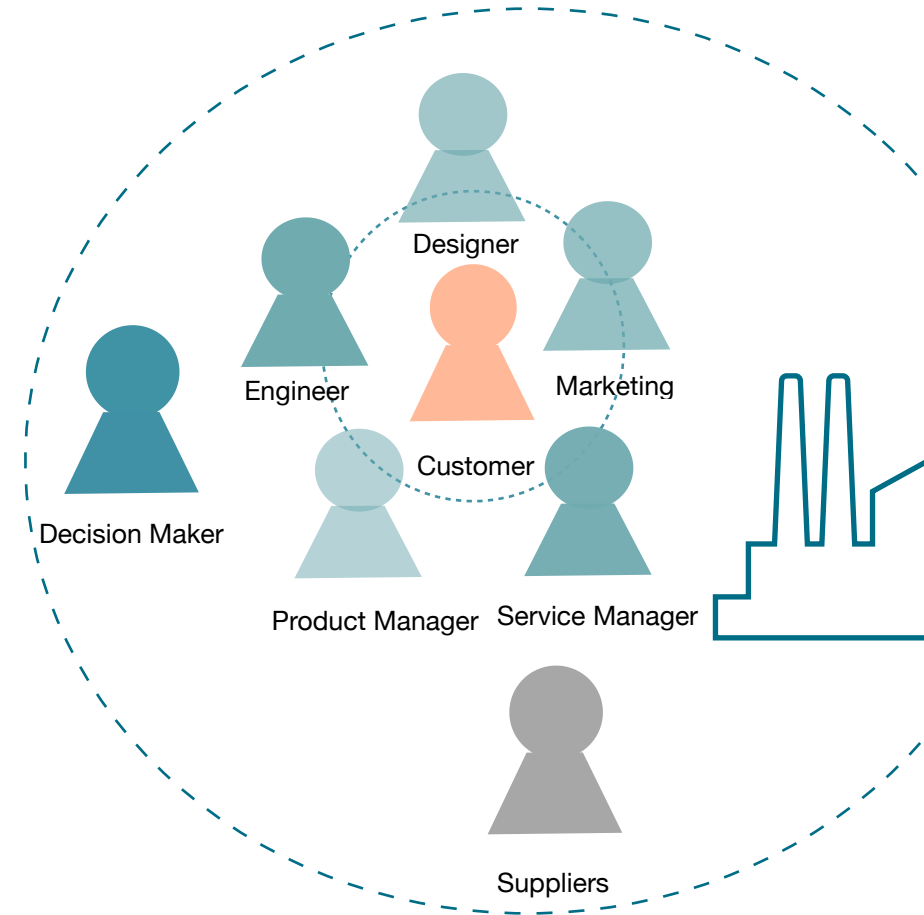 Designer
Engineer
Marketing
Customer
Decision Maker
Product Manager
Service Manager
Suppliers